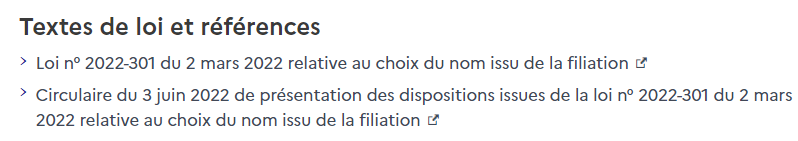 Textes de loi et références
Loi nº 2022-301 du 2 mars 2022 relative au choix du nom issu de la filiation
Circulaire du 3 juin 2022 de présentation des dispositions issues de la loi nº 2022-301 du 2 mars
2022 relative au choix du nom issu de la filiation